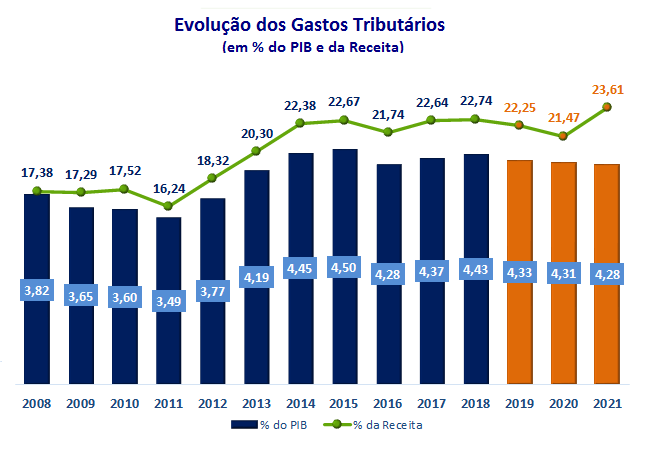 Evolução dos Gastos Tributários
(em % do PIB e da Receita)
17,38 17,29 17,52 16,24 18,32 20,30 22,38 22,67 21,74 22,64 22,74 22,25 21,47 23,61
3,82 3,65 3,60 3,49 3,77 4,19 4,45 4,50 4,28 4,37 4,43 4,33 4,31 4,28
2008 2009 2010 2011 2012 2013 2014 2015 2016 2017 2018 2019 2020 2021
% do PIB % da Receita